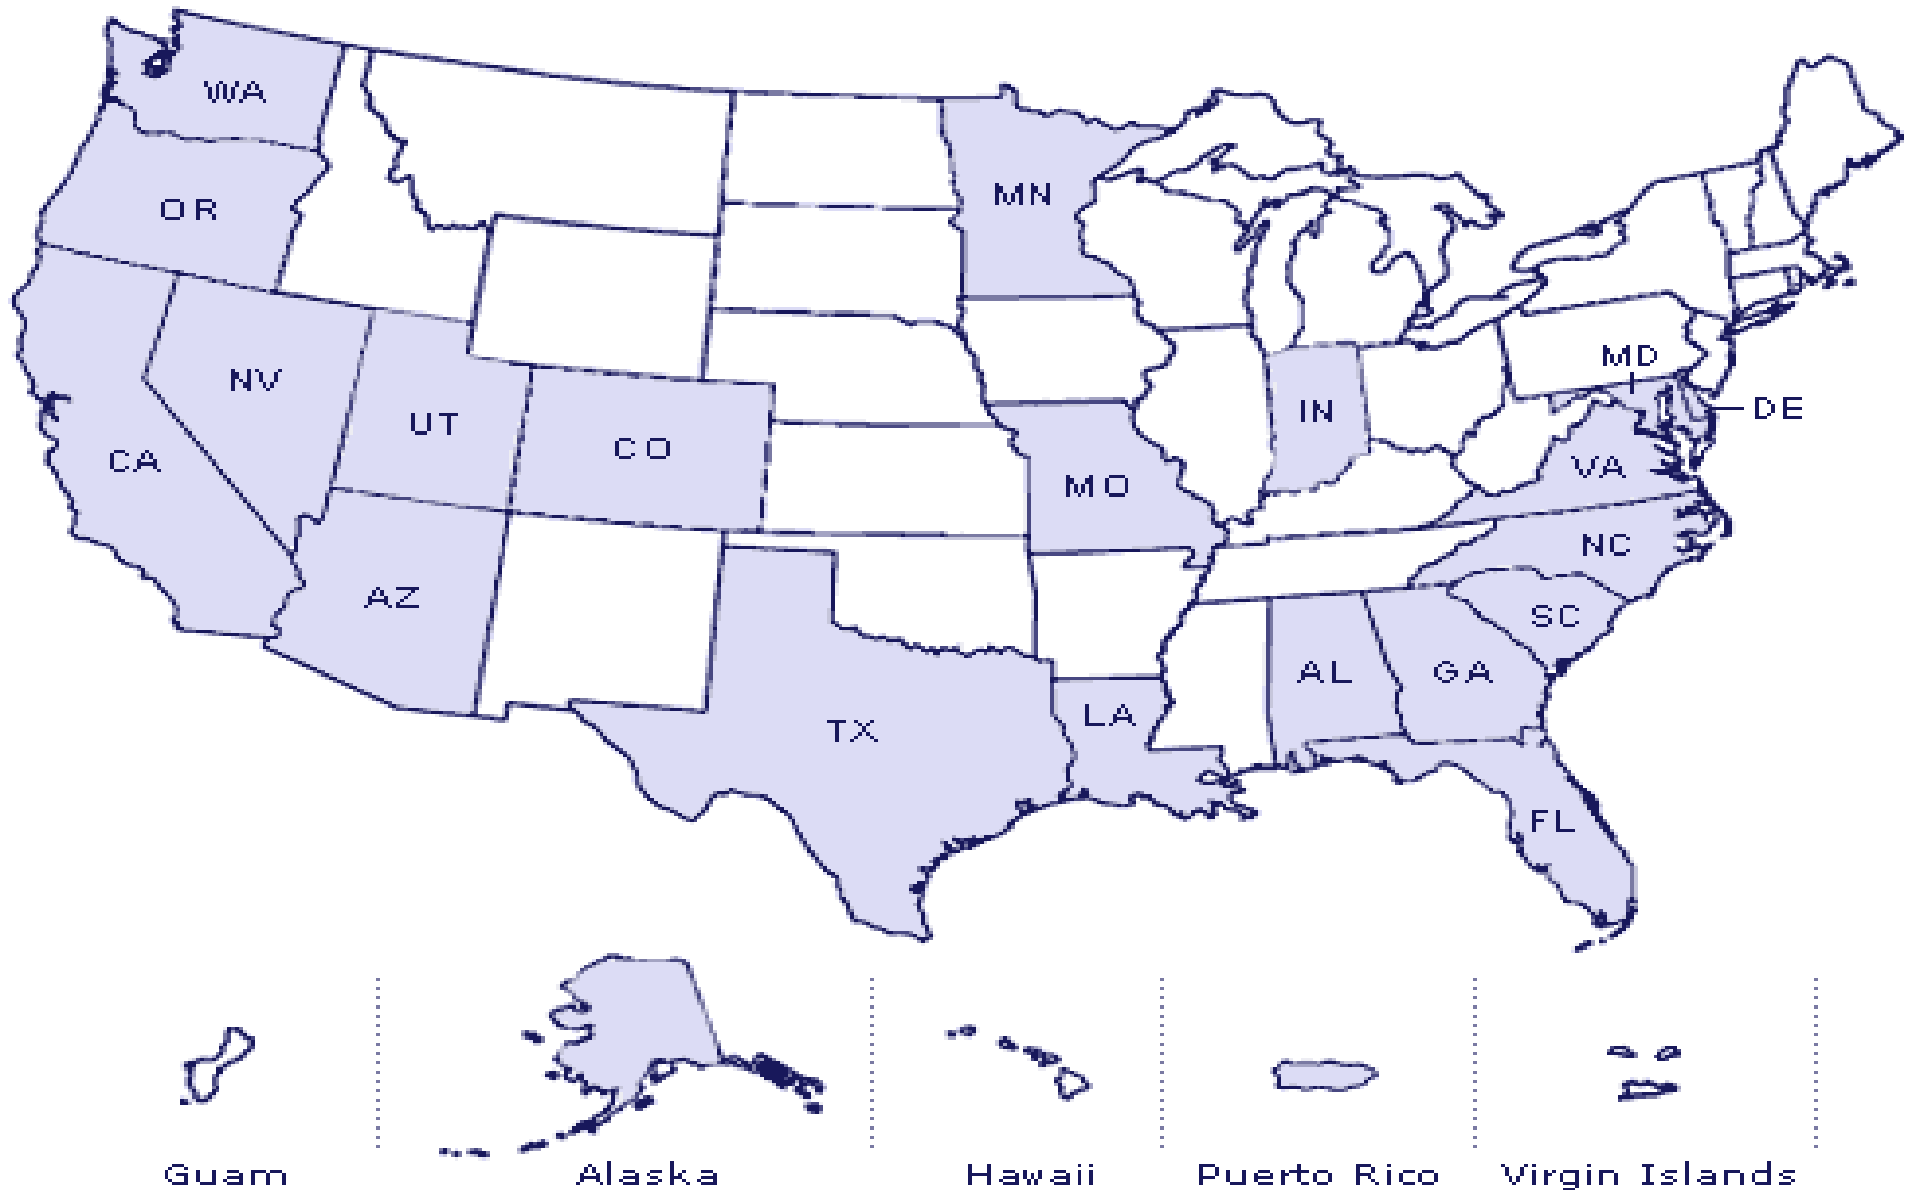 WA
OR
MN
MD
NV
DE
UT
IN
CO
CA
VA
MO
NC
AZ
SC
AL
GA
LA
TX
FL
Guam
Alaska
Hawaii
Puerto Rico
Virgin Islands